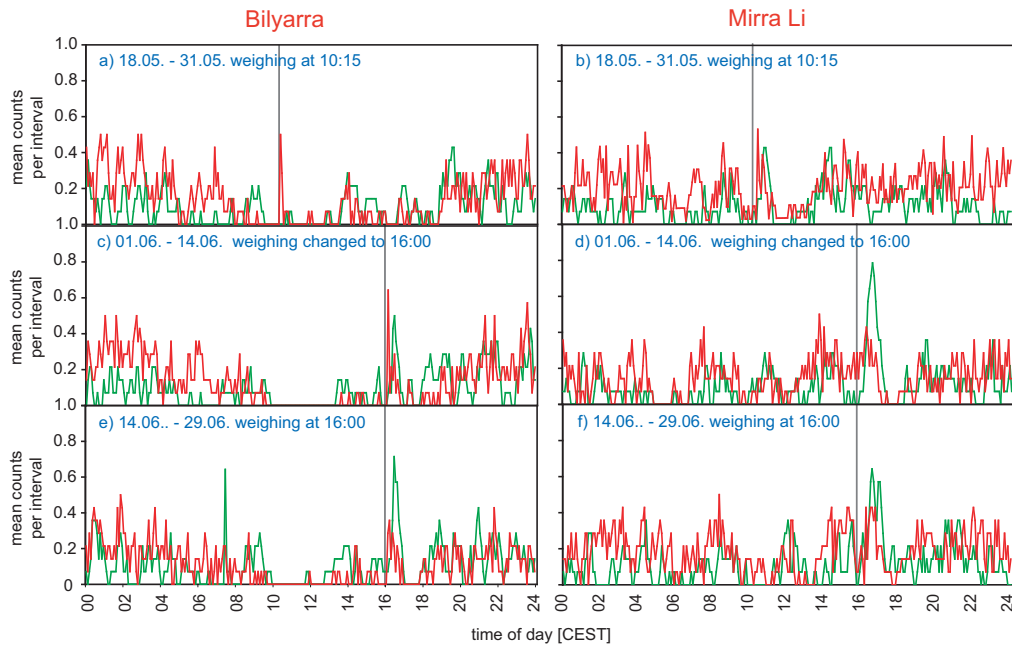 Bilyarra
Mirra Li
mean counts
per interval
1.0
0.8
0.6
0.4
0.2
a) 18.05. - 31.05. weighing at 10:15
b) 18.05. - 31.05. weighing at 10:15
mean counts
per interval
1.0
0.8
0.6
0.4
0.2
c) 01.06. - 14.06. weighing changed to 16:00
d) 01.06. - 14.06. weighing changed to 16:00
mean counts
per interval
1.0
0.8
0.6
0.4
0.2
0
e) 14.06.. - 29.06. weighing at 16:00
f) 14.06.. - 29.06. weighing at 16:00
00 02 04 06 08 10 12 14 16 18 20 22 24
00 02 04 06 08 10 12 14 16 18 20 22 24
time of day [CEST]